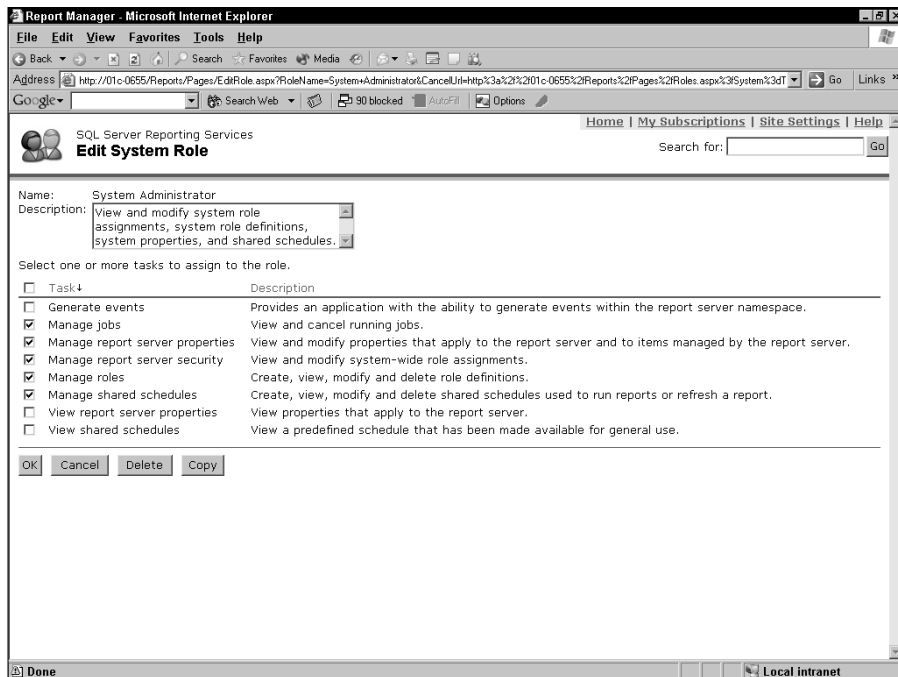 Report Manager - Microsoft Internet Explorer
File Edit View Favorites Tools Help
Back Search Favorites Media
Address http://01c-0655/Reports/Pages/EditRole.aspx?RoleName=System+Administrator&CancelUrl=http%3a%2f%2f01c-0655%2fReports%2fPages%2fRoles.aspx%3fSystem%3dT Go Links »
Google Search Web 90 blocked AutoFill Options
Home | My Subscriptions | Site Settings | Help
SQL Server Reporting Services
Edit System Role
Search for: Go
Name: System Administrator
Description: View and modify system role
assignments, system role definitions,
system properties, and shared schedules.
Select one or more tasks to assign to the role.
Task↓ Description
Generate events Provides an application with the ability to generate events within the report server namespace.
Manage jobs View and cancel running jobs.
Manage report server properties View and modify properties that apply to the report server and to items managed by the report server.
Manage report server security View and modify system-wide role assignments.
Manage roles Create, view, modify and delete role definitions.
Manage shared schedules Create, view, modify and delete shared schedules used to run reports or refresh a report.
View report server properties View properties that apply to the report server.
View shared schedules View a predefined schedule that has been made available for general use.
OK Cancel Delete Copy
Done Local intranet